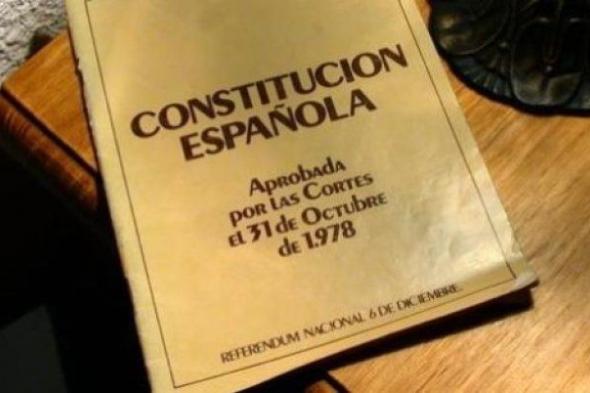 CONSTITUCION
ESPAÑOLA
APROBADA
POR LAS CORTES
EL 31 DE OCTUBRE
DE 1.978
REFERENDUM NACIONAL 6 DE DICIEMBRE.